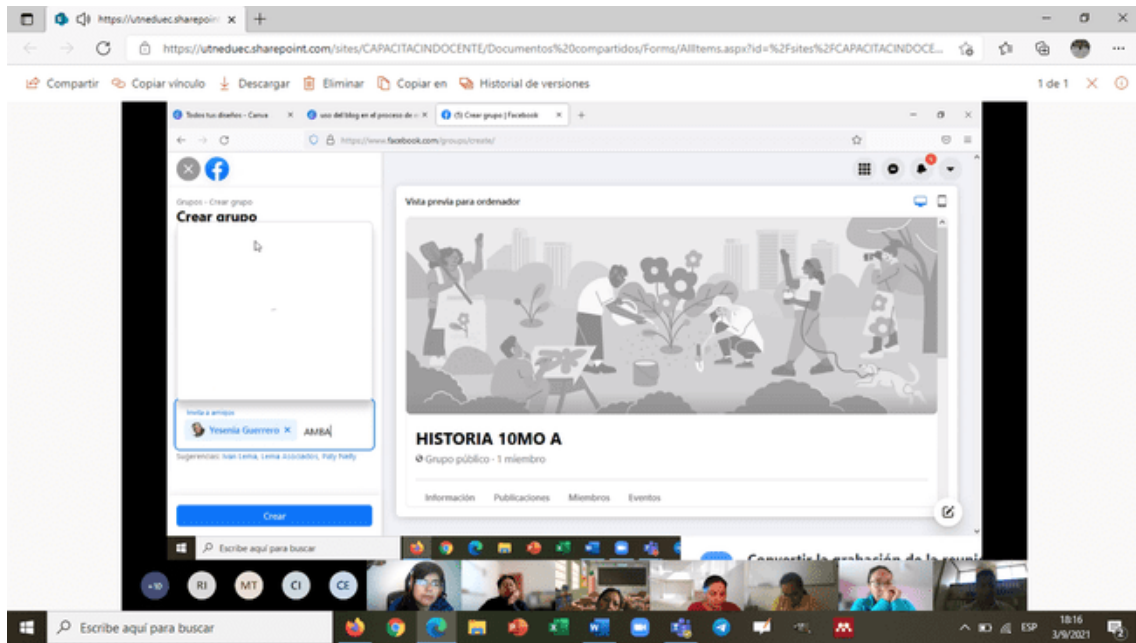 https://utneduec.sharepoin
https://utneduec.sharepoint.com/sites/CAPACITACINDOCENTE/Documentos%20compartidos/Forms/AllItems.aspx?id=%2Fsites%2FCAPACITACINDOCE...
Compartir Copiar vínculo Descargar Eliminar Copiar en Historial de versiones 1 de 1
Todos tus diseños - Canva uso del blog en el proceso de (5) Crear grupo | Facebook
https://www.facebook.com/groups/create/
Grupos - Crear grupo
Crear grupo
Vista previa para ordenador
Invita a amigos
Yesenia Guerrero AMBA
Sugerencias: Ivan Lema, Lema Asociados, Paty Nelly
Crear
HISTORIA 10MO A
Grupo público - 1 miembro
Información Publicaciones Miembros Eventos
Escribe aquí para buscar
Convertir la grabación de la reuni
+10 RI MT CI CE
Escribe aquí para buscar
ESP
18:16
3/9/2021